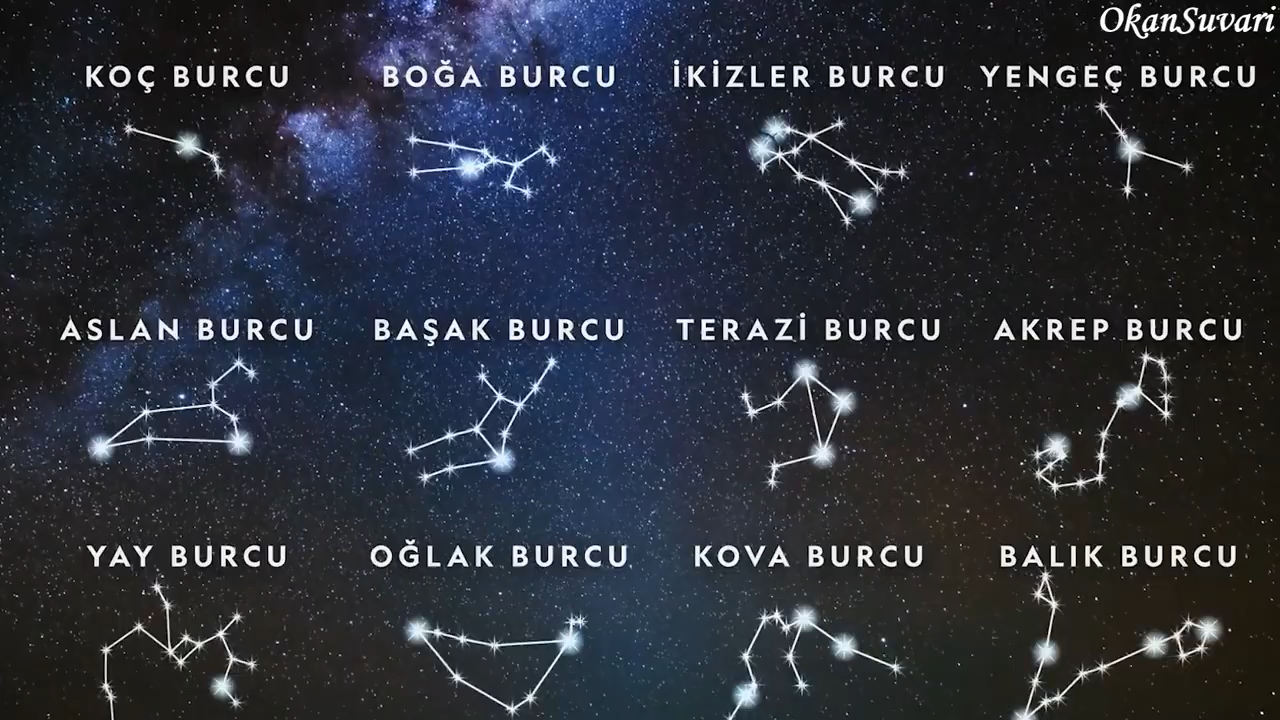 OkanSuvari
KOÇ BURCU
BOĞA BURCU
İKİZLER BURCU
YENGEÇ BURCU
ASLAN BURCU
BAŞAK BURCU
TERAZİ BURCU
AKREP BURCU
YAY BURCU
OĞLAK BURCU
KOVA BURCU
BALIK BURCU